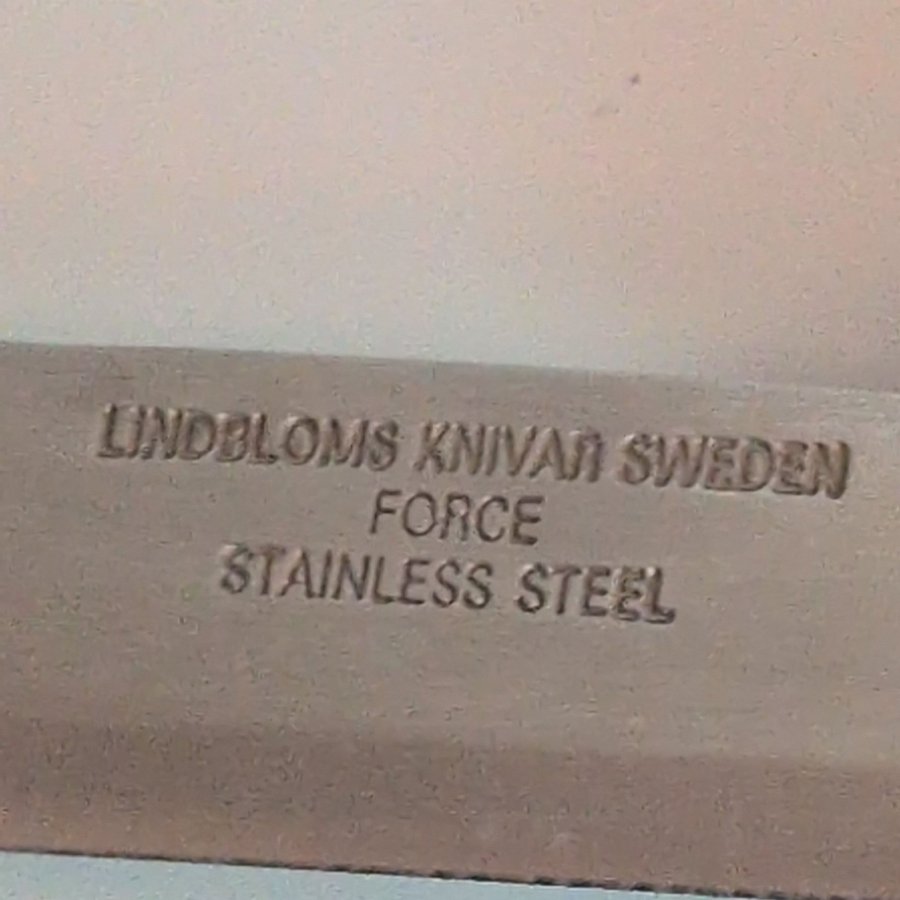 LINDBLOMS KNIVAR SWEDEN
FORCE
STAINLESS STEEL